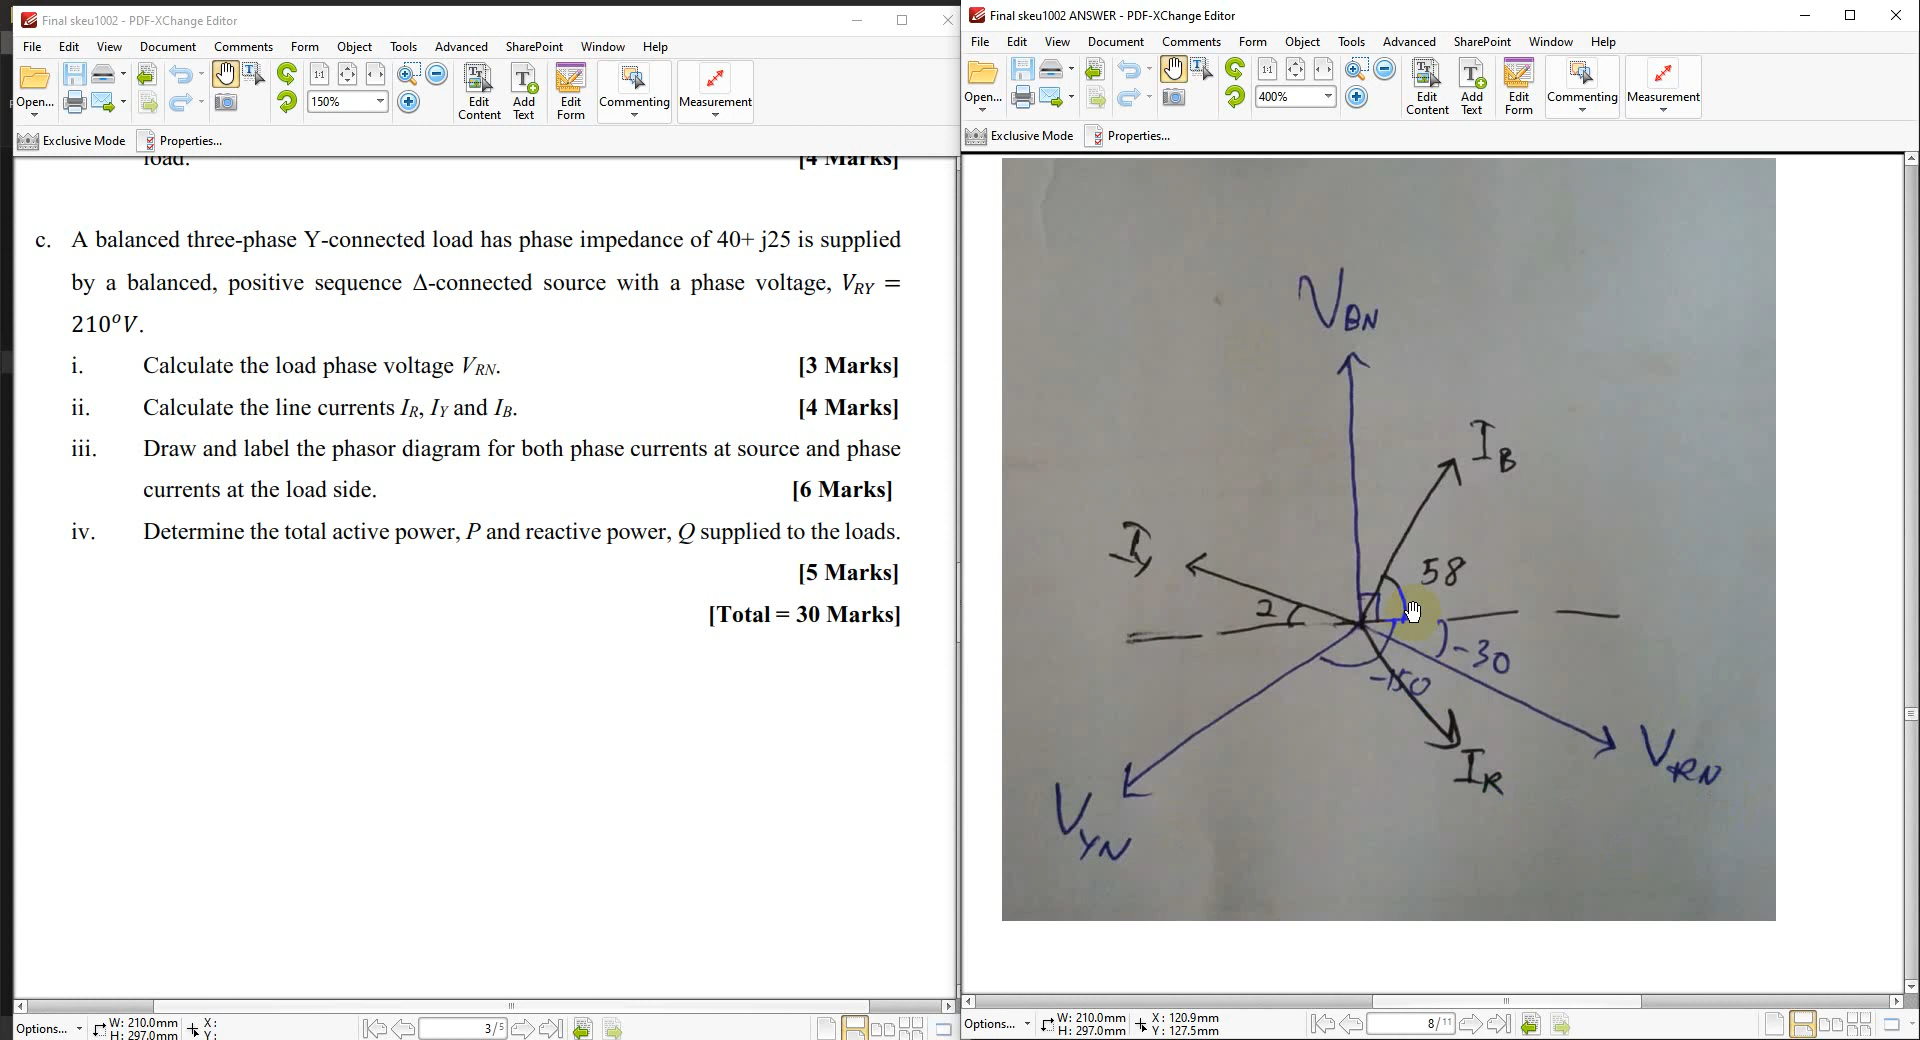 Final skeu1002 - PDF-XChange Editor
File Edit View Document Comments Form Object Tools Advanced SharePoint Window Help
Open... 150% Edit Content Add Text Edit Form Commenting Measurement
Exclusive Mode Properties...
load. [4 Marks]
c. A balanced three-phase Y-connected load has phase impedance of 40+ j25 is supplied
by a balanced, positive sequence Δ-connected source with a phase voltage, V_RY =
210⁰V.
i. Calculate the load phase voltage V_RN. [3 Marks]
ii. Calculate the line currents I_R, I_Y and I_B. [4 Marks]
iii. Draw and label the phasor diagram for both phase currents at source and phase
currents at the load side. [6 Marks]
iv. Determine the total active power, P and reactive power, Q supplied to the loads.
[5 Marks]
[Total = 30 Marks]
Options... W: 210.0mm H: 297.0mm X: Y: 3/5
Final skeu1002 ANSWER - PDF-XChange Editor
File Edit View Document Comments Form Object Tools Advanced SharePoint Window Help
Open... 1:1 400% Edit Content Add Text Edit Form Commenting Measurement
Exclusive Mode Properties...
V_BN
I_B
I_y
58
2
-30
-150
I_R
V_RN
V_YN
Options... W: 210.0mm H: 297.0mm X: 120.9mm Y: 127.5mm 8/11